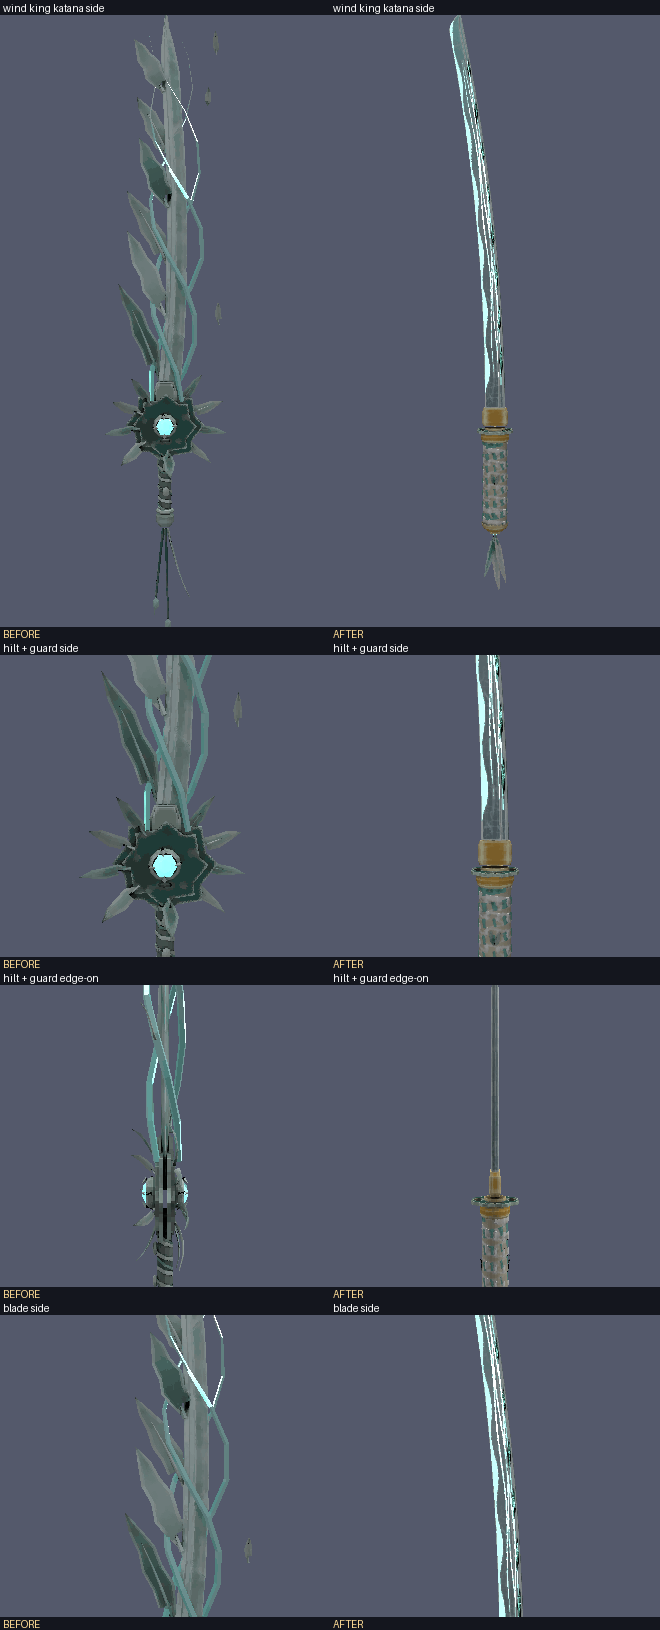 wind king katana side wind king katana side
BEFORE AFTER
hilt + guard side hilt + guard side
BEFORE AFTER
hilt + guard edge-on hilt + guard edge-on
BEFORE AFTER
blade side blade side
BEFORE AFTER